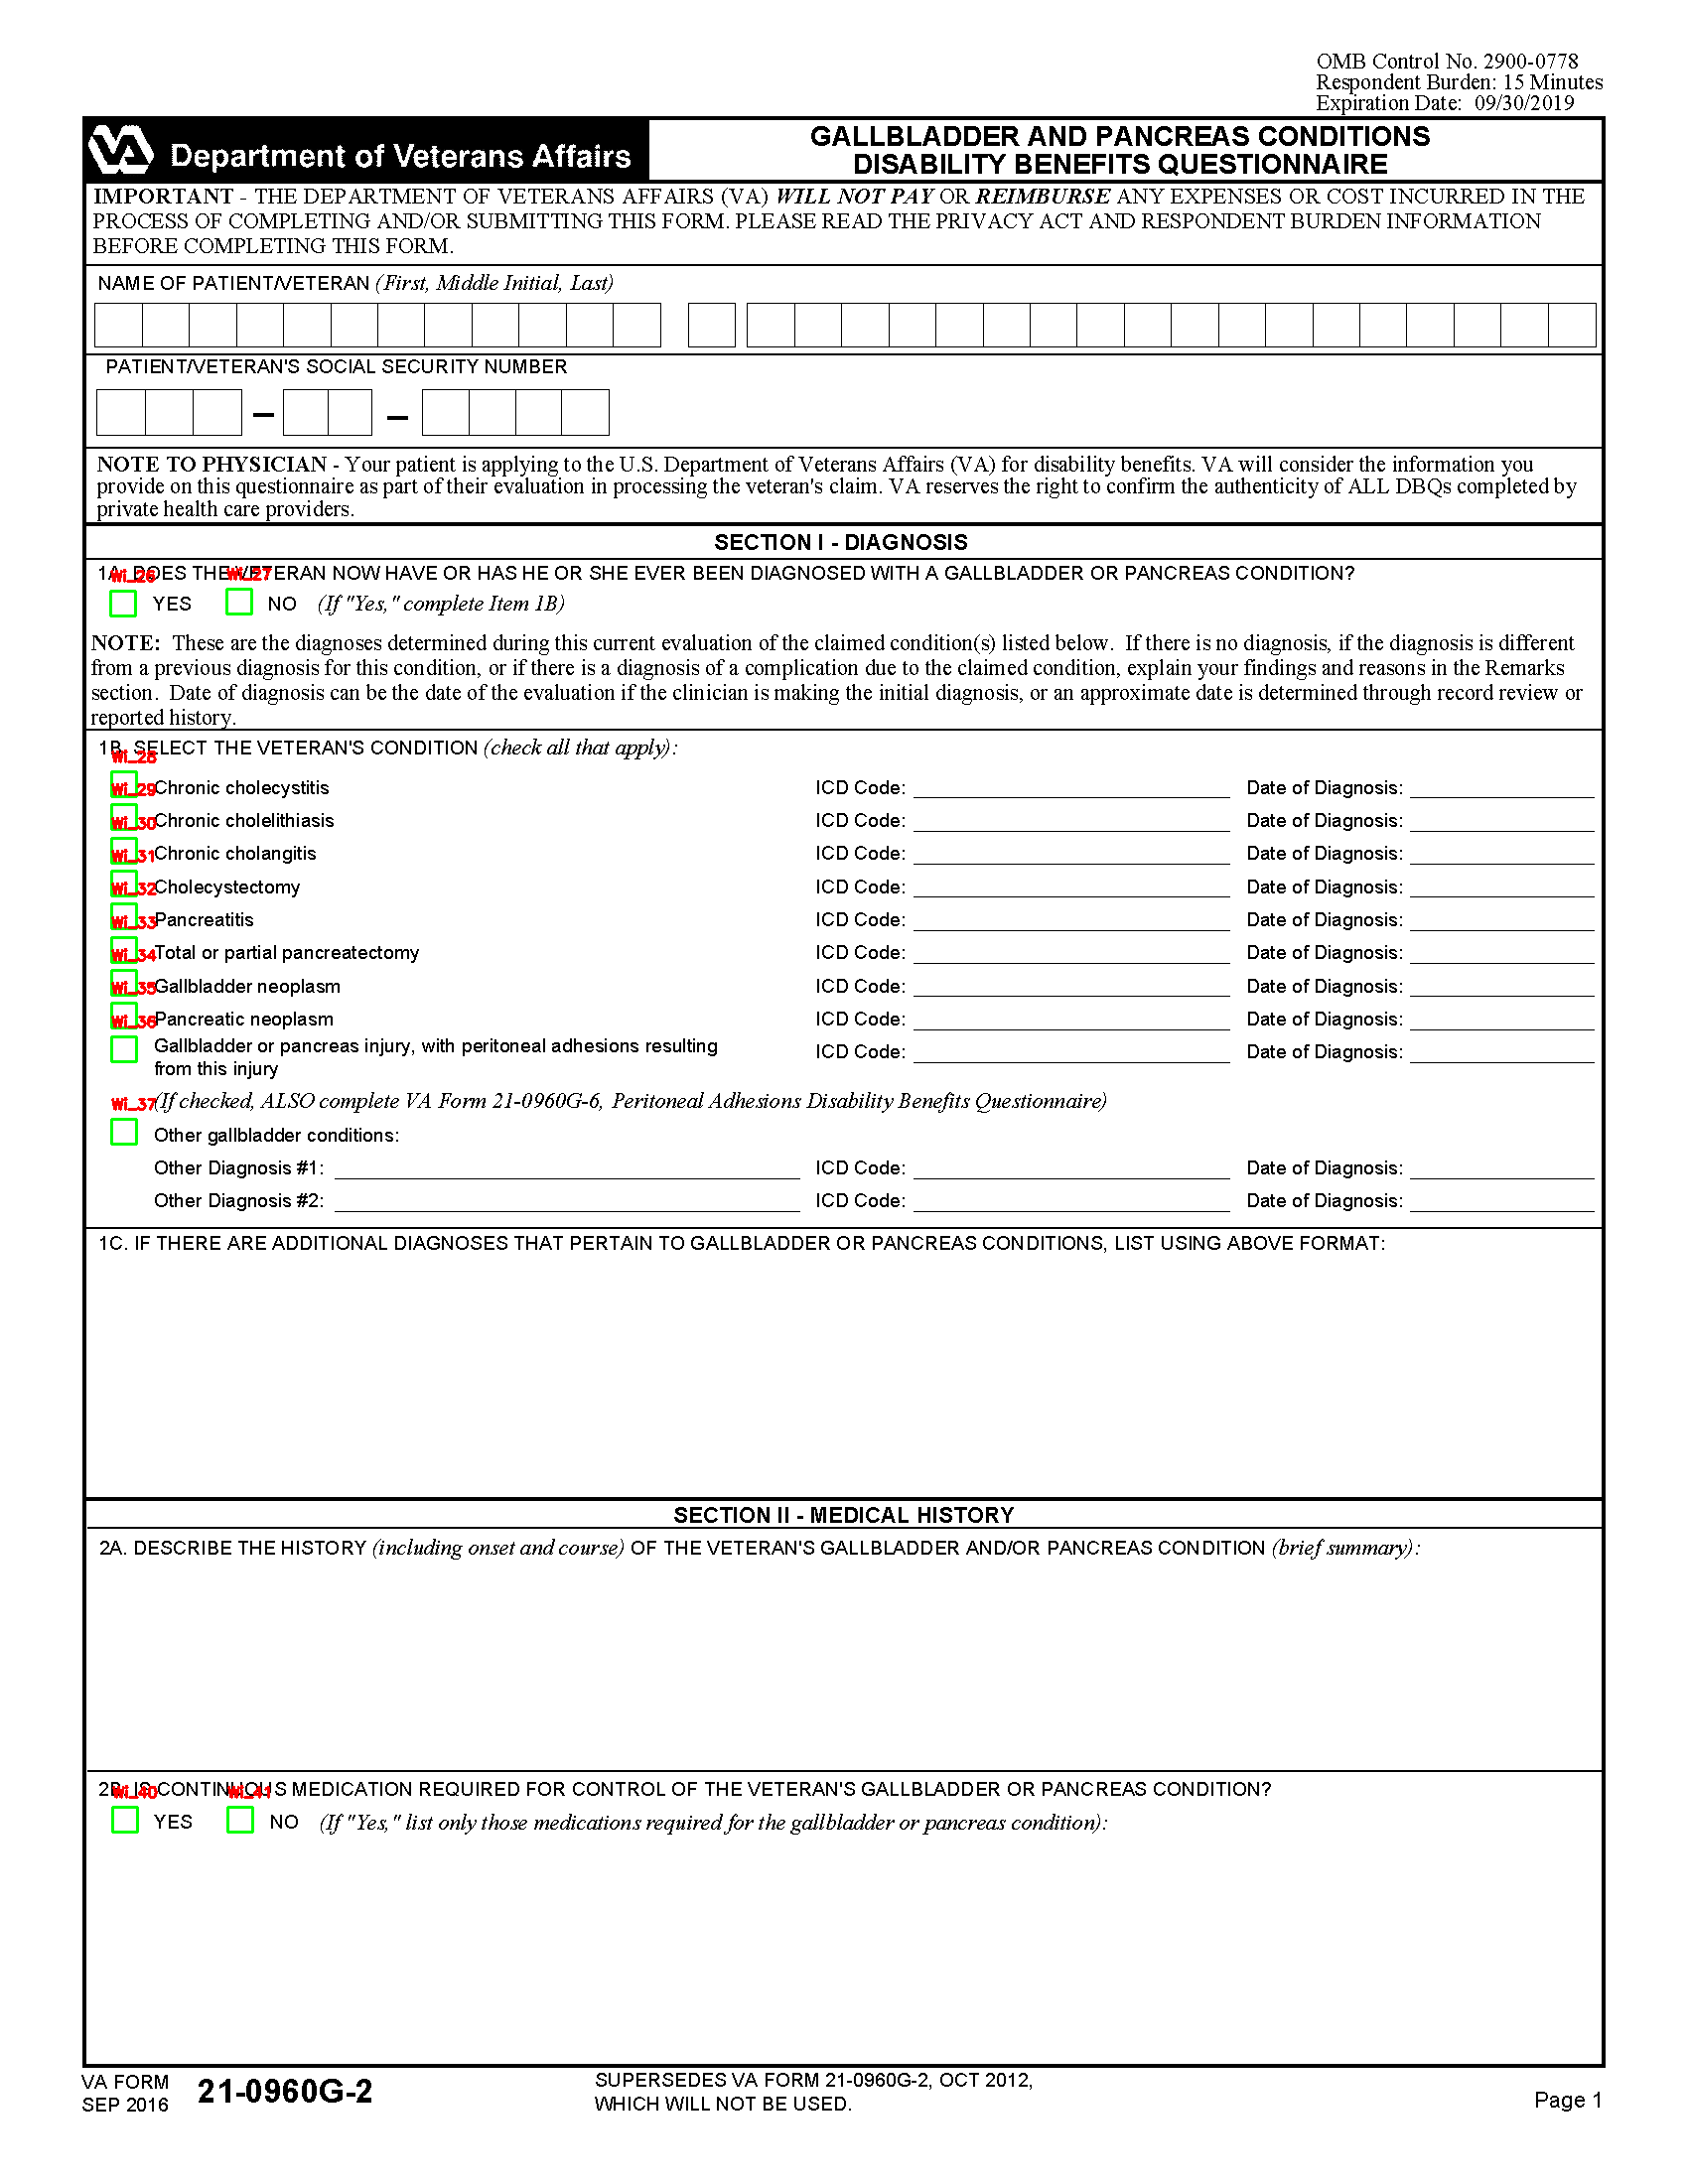 OMB Control No. 2900-0778
Respondent Burden: 15 Minutes
Expiration Date: 09/30/2019
VA Department of Veterans Affairs
GALLBLADDER AND PANCREAS CONDITIONS
DISABILITY BENEFITS QUESTIONNAIRE
IMPORTANT - THE DEPARTMENT OF VETERANS AFFAIRS (VA) WILL NOT PAY OR REIMBURSE ANY EXPENSES OR COST INCURRED IN THE
PROCESS OF COMPLETING AND/OR SUBMITTING THIS FORM. PLEASE READ THE PRIVACY ACT AND RESPONDENT BURDEN INFORMATION
BEFORE COMPLETING THIS FORM.
NAME OF PATIENT/VETERAN (First, Middle Initial, Last)
PATIENT/VETERAN'S SOCIAL SECURITY NUMBER
NOTE TO PHYSICIAN - Your patient is applying to the U.S. Department of Veterans Affairs (VA) for disability benefits. VA will consider the information you
provide on this questionnaire as part of their evaluation in processing the veteran's claim. VA reserves the right to confirm the authenticity of ALL DBQs completed by
private health care providers.
SECTION I - DIAGNOSIS
1A. DOES THE VETERAN NOW HAVE OR HAS HE OR SHE EVER BEEN DIAGNOSED WITH A GALLBLADDER OR PANCREAS CONDITION?
Wi_26 Wi_27
YES NO (If "Yes," complete Item 1B)
NOTE: These are the diagnoses determined during this current evaluation of the claimed condition(s) listed below. If there is no diagnosis, if the diagnosis is different
from a previous diagnosis for this condition, or if there is a diagnosis of a complication due to the claimed condition, explain your findings and reasons in the Remarks
section. Date of diagnosis can be the date of the evaluation if the clinician is making the initial diagnosis, or an approximate date is determined through record review or
reported history.
1B. SELECT THE VETERAN'S CONDITION (check all that apply):
Wi_28
Wi_29 Chronic cholecystitis ICD Code: Date of Diagnosis:
Wi_30 Chronic cholelithiasis ICD Code: Date of Diagnosis:
Wi_31 Chronic cholangitis ICD Code: Date of Diagnosis:
Wi_32 Cholecystectomy ICD Code: Date of Diagnosis:
Wi_33 Pancreatitis ICD Code: Date of Diagnosis:
Wi_34 Total or partial pancreatectomy ICD Code: Date of Diagnosis:
Wi_35 Gallbladder neoplasm ICD Code: Date of Diagnosis:
Wi_36 Pancreatic neoplasm ICD Code: Date of Diagnosis:
Gallbladder or pancreas injury, with peritoneal adhesions resulting ICD Code: Date of Diagnosis:
from this injury
Wi_37 (If checked, ALSO complete VA Form 21-0960G-6, Peritoneal Adhesions Disability Benefits Questionnaire)
Other gallbladder conditions:
Other Diagnosis #1: ICD Code: Date of Diagnosis:
Other Diagnosis #2: ICD Code: Date of Diagnosis:
1C. IF THERE ARE ADDITIONAL DIAGNOSES THAT PERTAIN TO GALLBLADDER OR PANCREAS CONDITIONS, LIST USING ABOVE FORMAT:
SECTION II - MEDICAL HISTORY
2A. DESCRIBE THE HISTORY (including onset and course) OF THE VETERAN'S GALLBLADDER AND/OR PANCREAS CONDITION (brief summary):
2B. IS CONTINUOUS MEDICATION REQUIRED FOR CONTROL OF THE VETERAN'S GALLBLADDER OR PANCREAS CONDITION?
Wi_40 Wi_41
YES NO (If "Yes," list only those medications required for the gallbladder or pancreas condition):
VA FORM
SEP 2016
21-0960G-2
SUPERSEDES VA FORM 21-0960G-2, OCT 2012,
WHICH WILL NOT BE USED.
Page 1